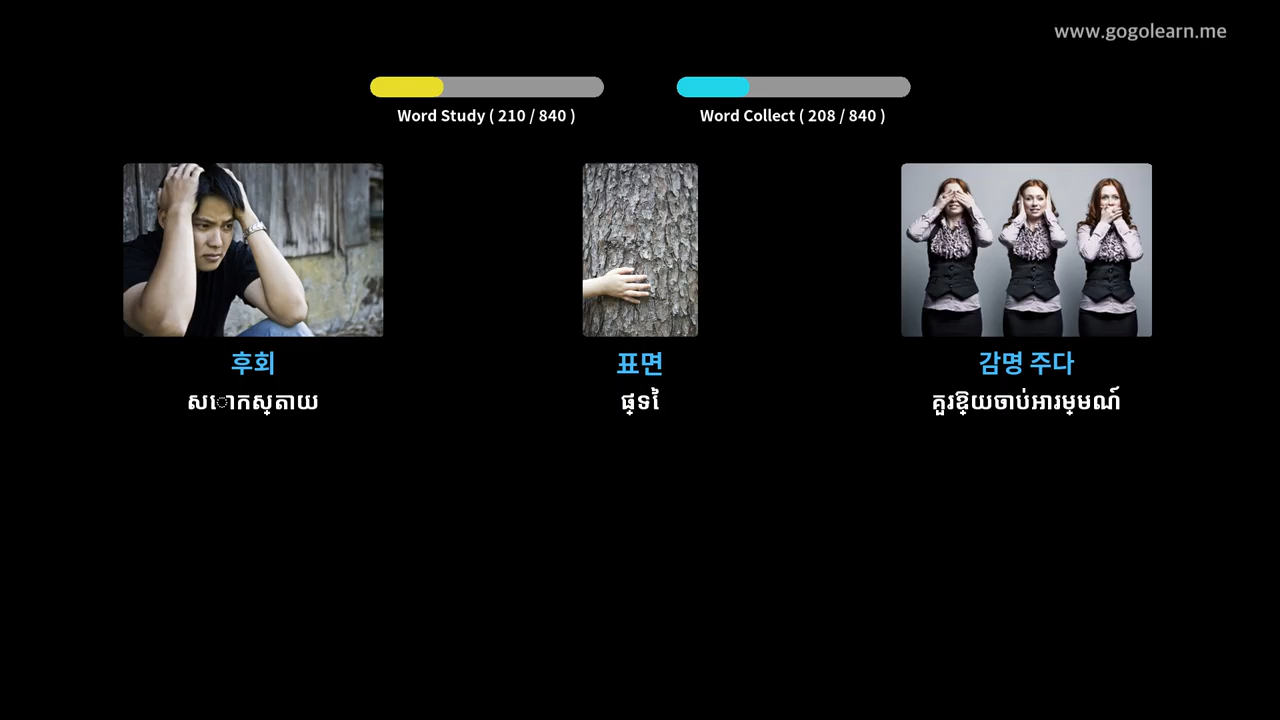 www.gogolearn.me
Word Study ( 210 / 840 )
Word Collect ( 208 / 840 )
후회
표면
감명 주다
សោកស្តាយ
ផ្ទៃ
គួរឱ្យចាប់អារម្មណ៍